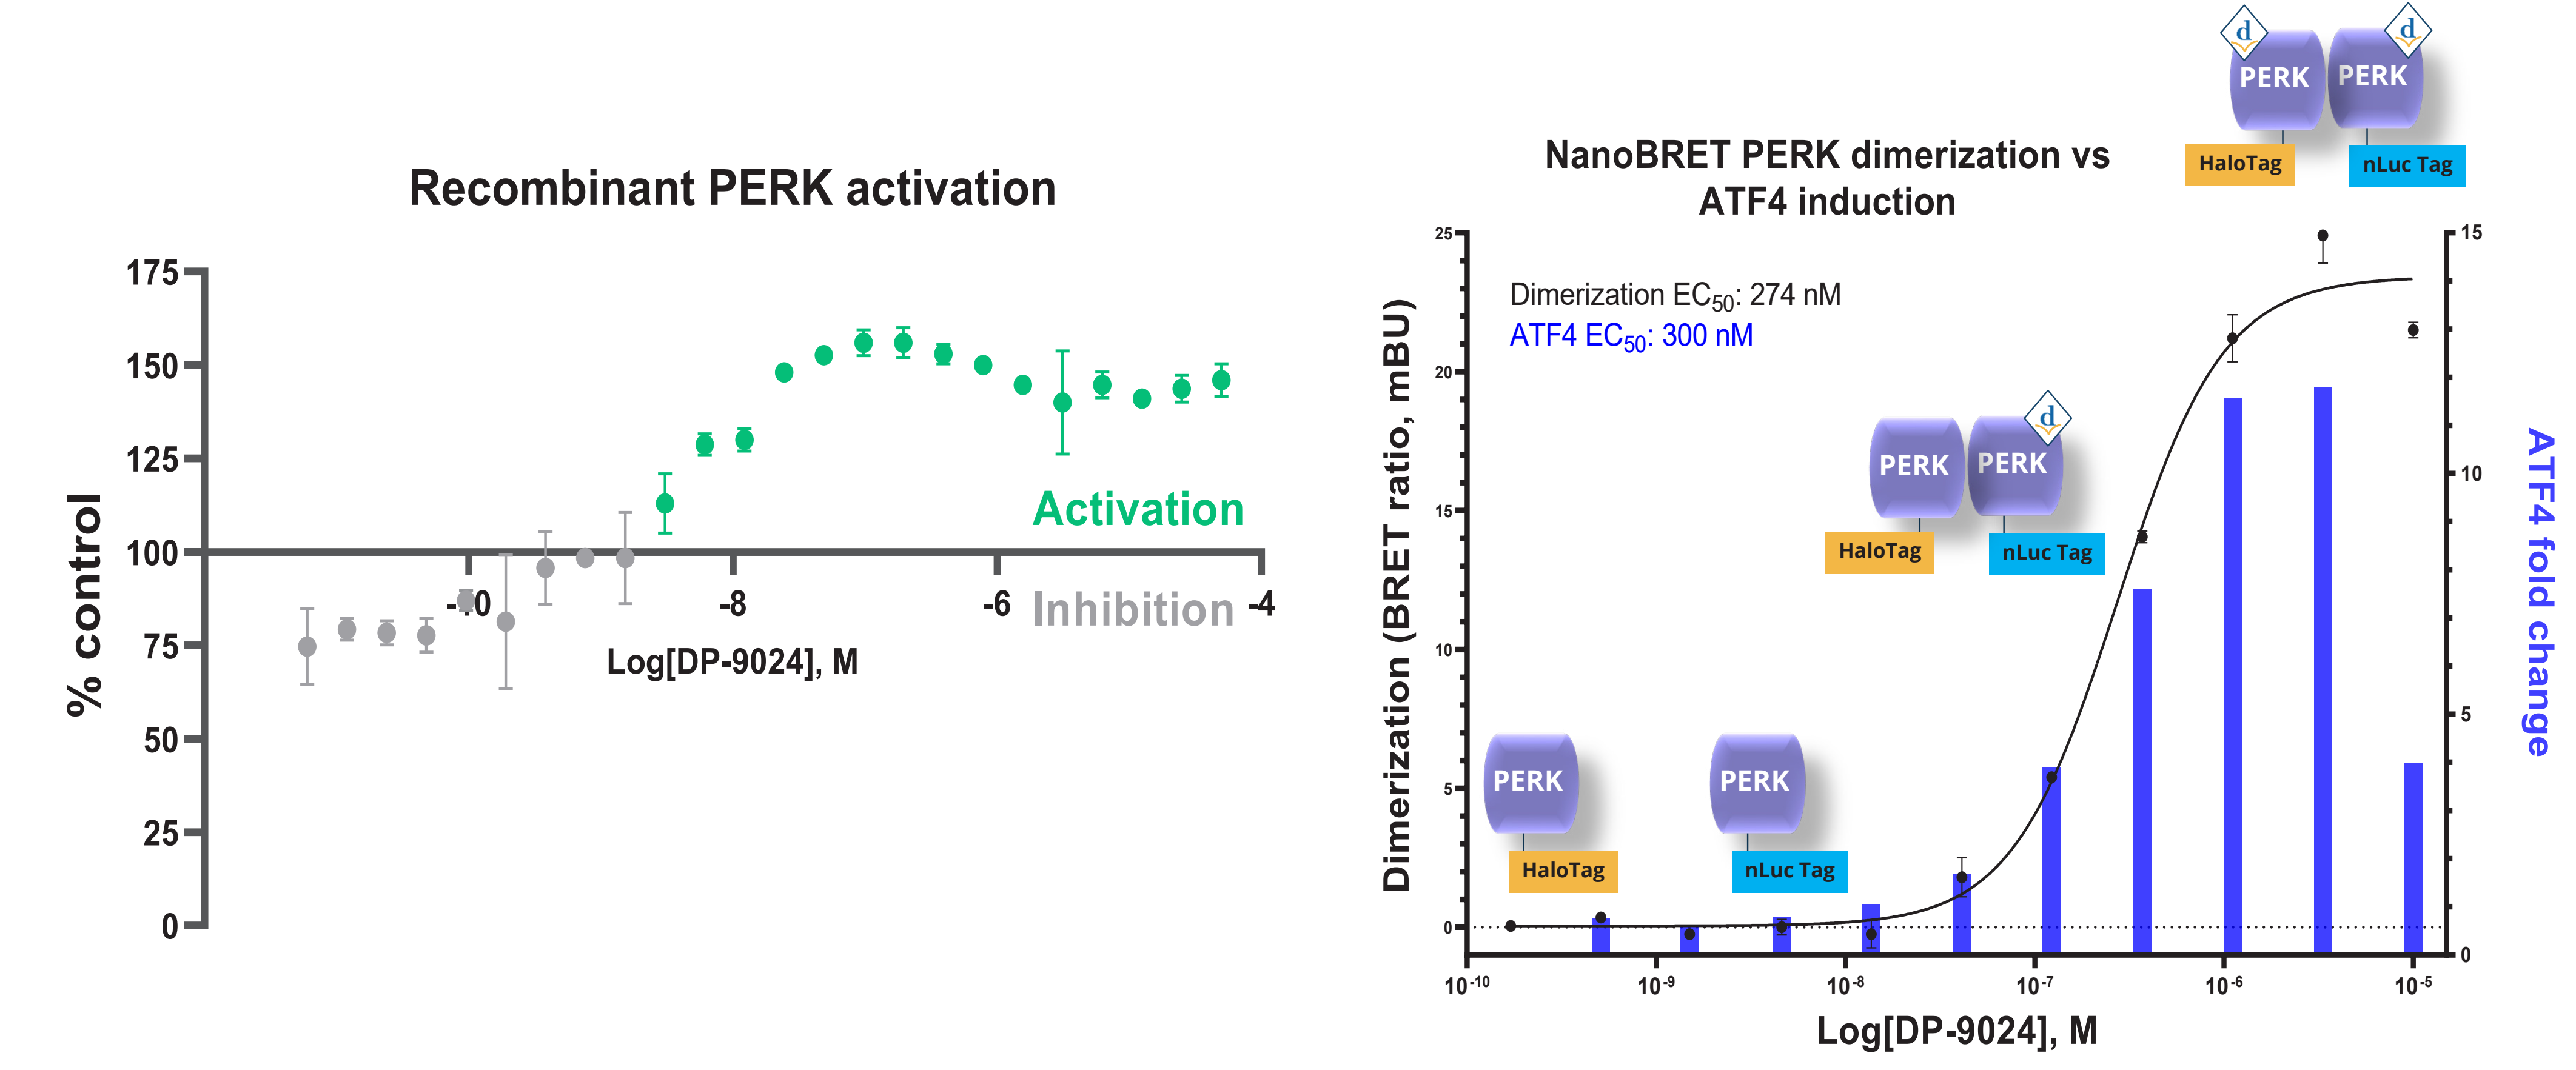 Recombinant PERK activation
175
150
125
100
75
50
25
0
% control
-10
-8
-6
-4
Activation
Inhibition
Log[DP-9024], M
NanoBRET PERK dimerization vs
ATF4 induction
d
d
PERK
PERK
HaloTag
nLuc Tag
Dimerization EC50: 274 nM
ATF4 EC50: 300 nM
25
20
15
10
5
0
Dimerization (BRET ratio, mBU)
d
PERK
PERK
HaloTag
nLuc Tag
PERK
HaloTag
PERK
nLuc Tag
15
10
5
0
ATF4 fold change
10-10
10-9
10-8
10-7
10-6
10-5
Log[DP-9024], M